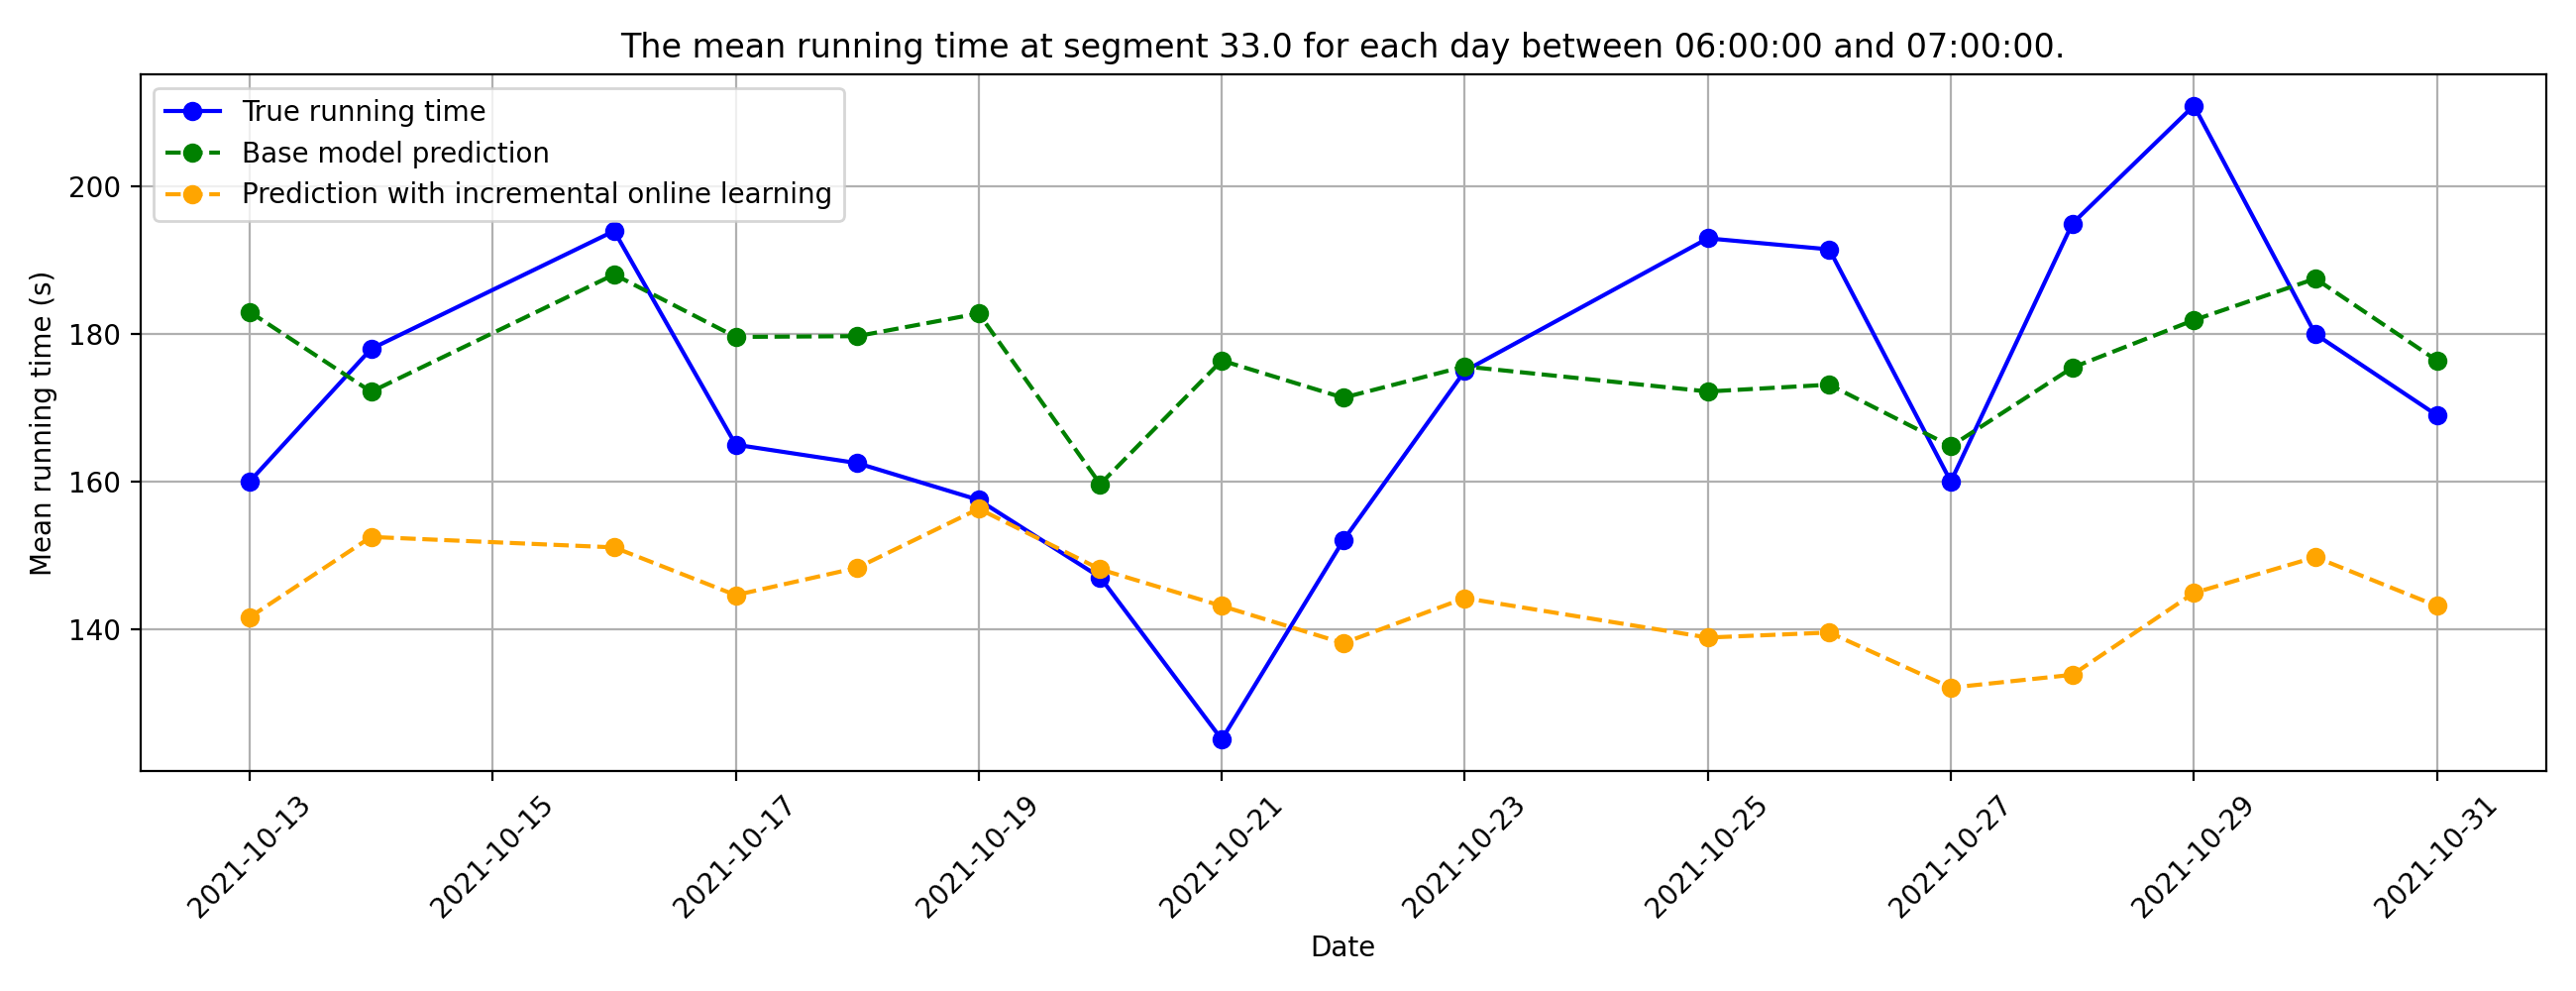 The mean running time at segment 33.0 for each day between 06:00:00 and 07:00:00.
True running time
Base model prediction
Prediction with incremental online learning
Mean running time (s)
200
180
160
140
2021-10-13
2021-10-15
2021-10-17
2021-10-19
2021-10-21
2021-10-23
2021-10-25
2021-10-27
2021-10-29
2021-10-31
Date